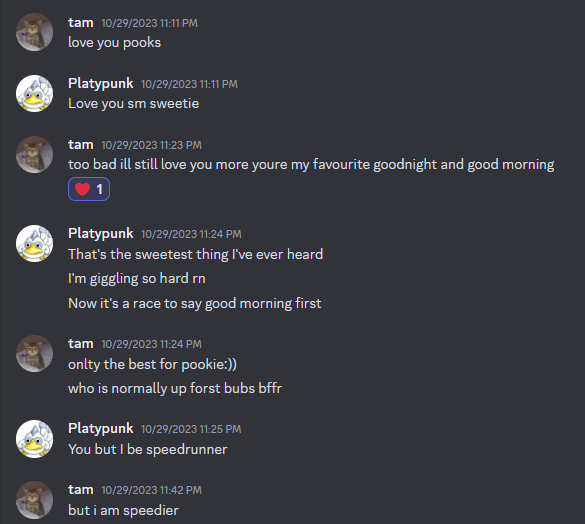 tam 10/29/2023 11:11 PM
love you pooks
Platypunk 10/29/2023 11:11 PM
Love you sm sweetie
tam 10/29/2023 11:23 PM
too bad ill still love you more youre my favourite goodnight and good morning
❤️ 1
Platypunk 10/29/2023 11:24 PM
That's the sweetest thing I've ever heard
I'm giggling so hard rn
Now it's a race to say good morning first
tam 10/29/2023 11:24 PM
onlty the best for pookie:))
who is normally up forst bubs bffr
Platypunk 10/29/2023 11:25 PM
You but I be speedrunner
tam 10/29/2023 11:42 PM
but i am speedier